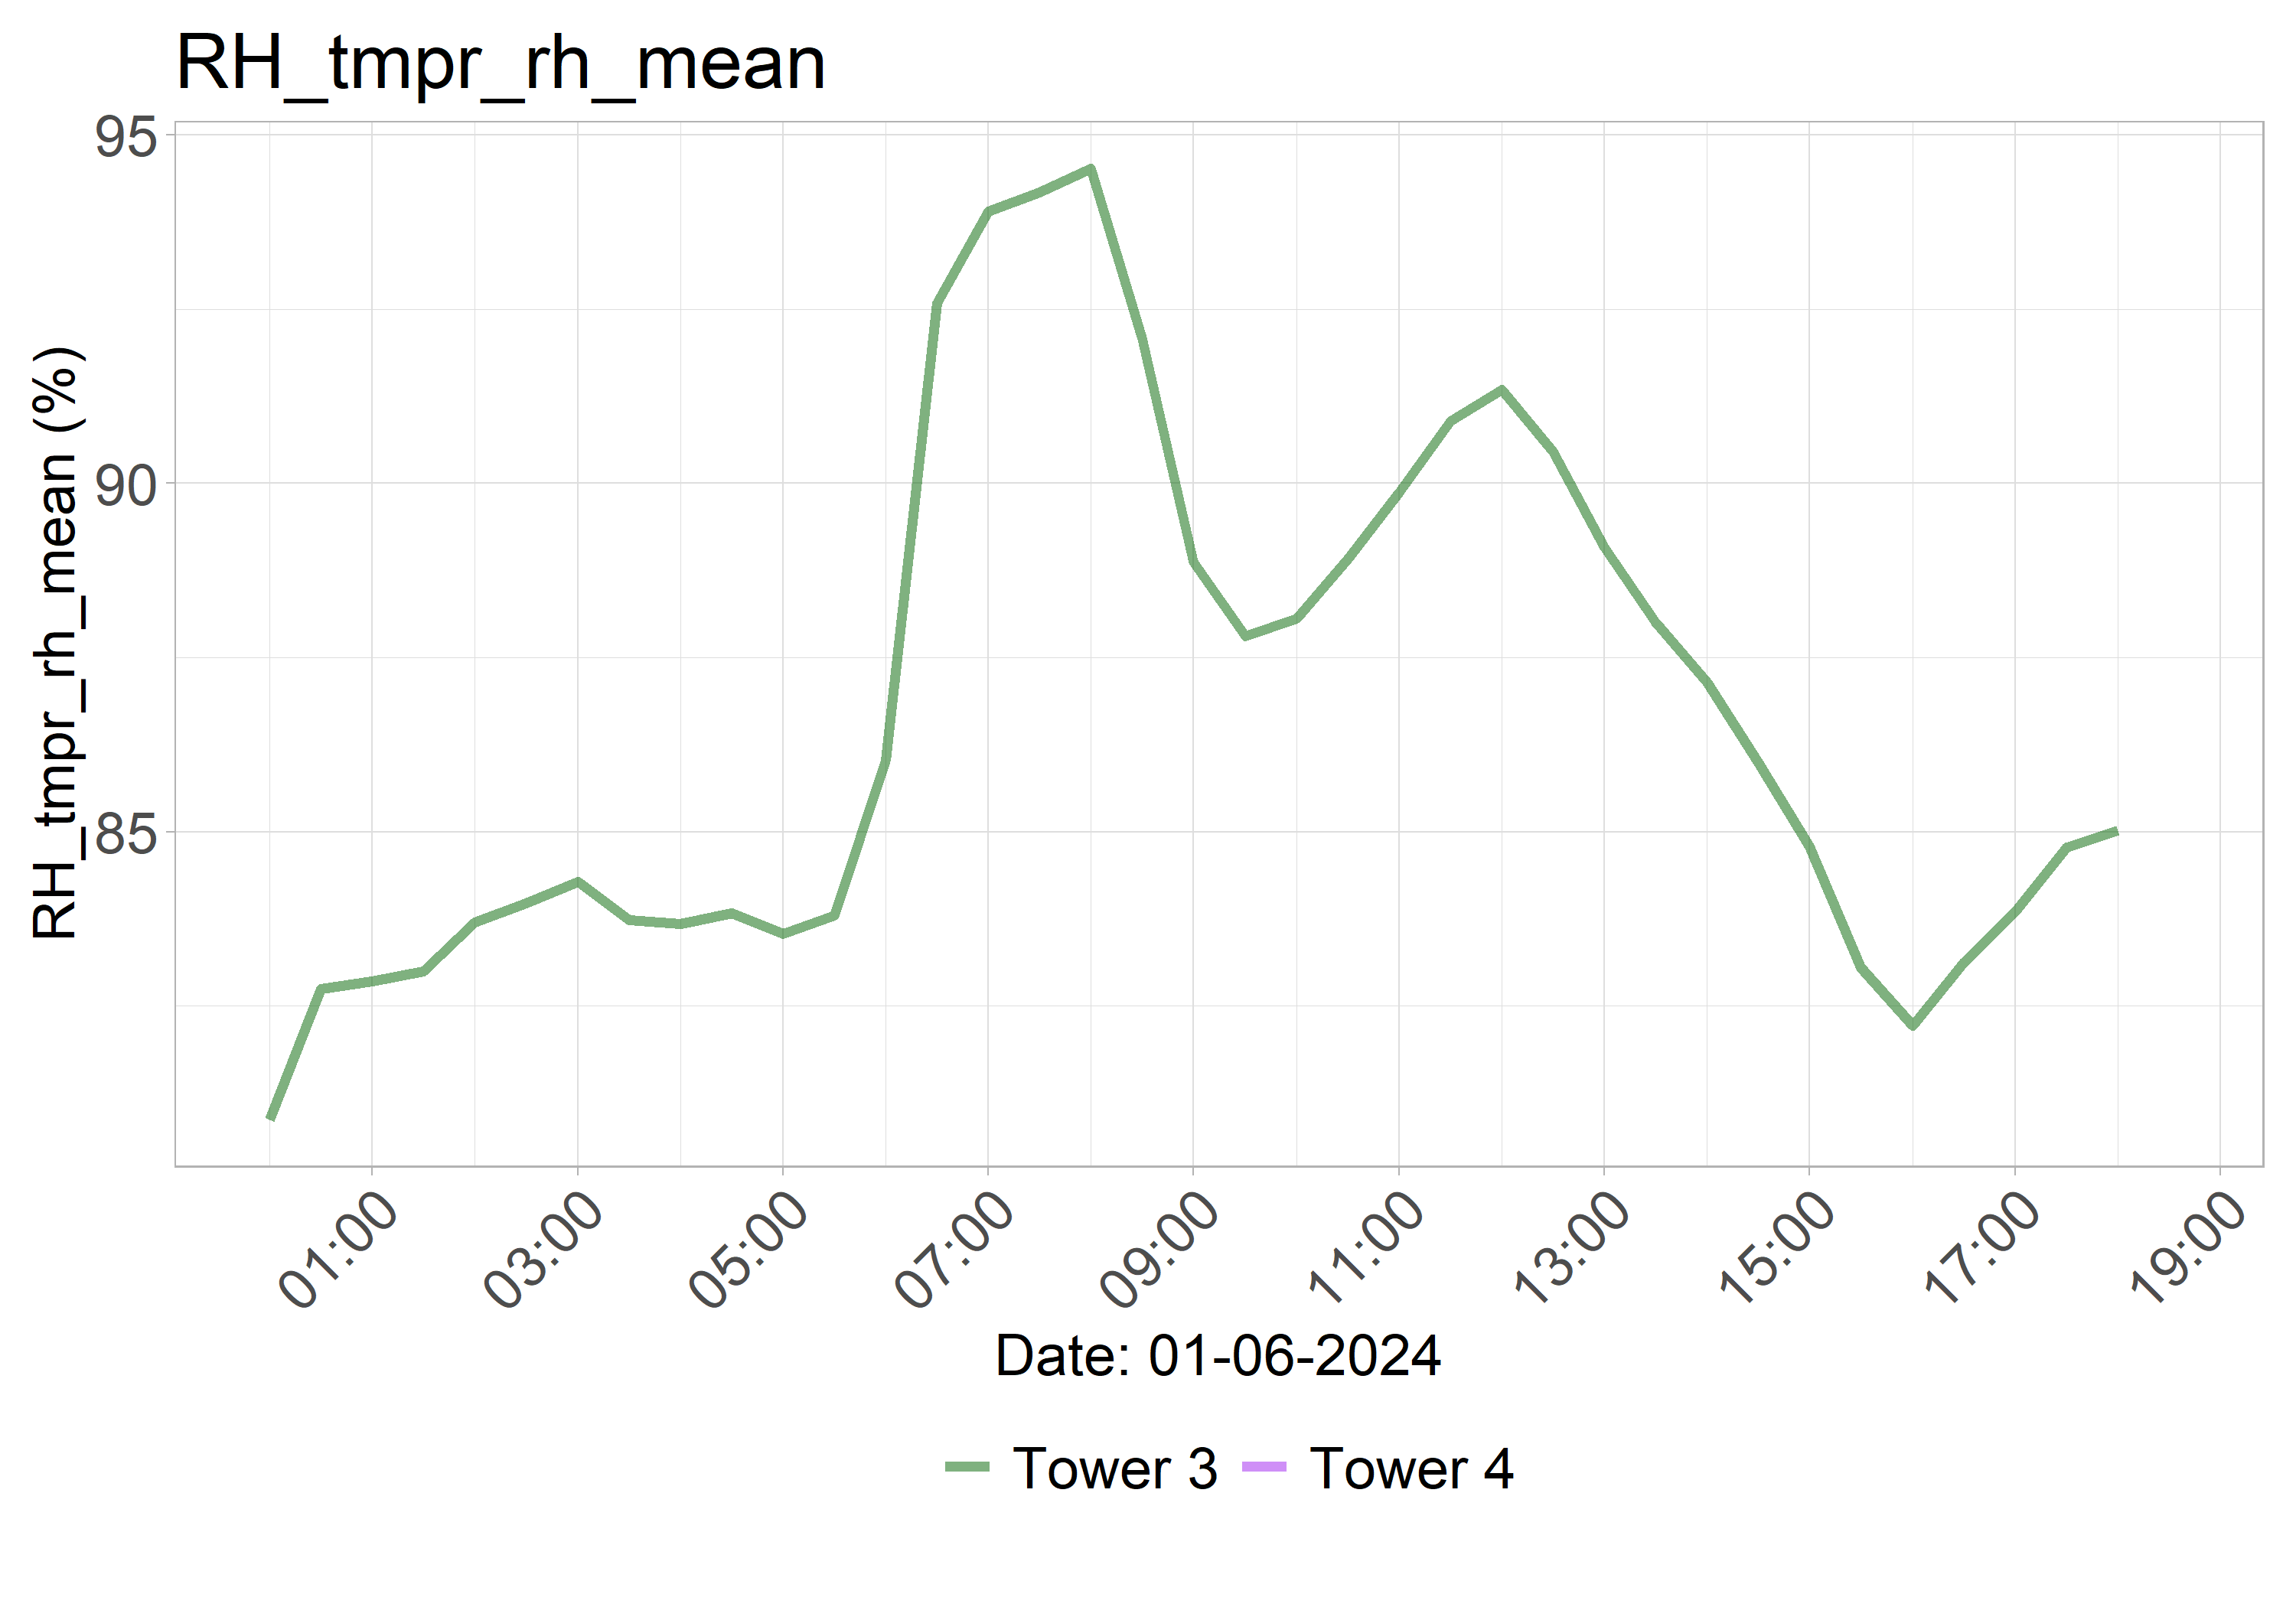 RH_tmpr_rh_mean
RH_tmpr_rh_mean (%)
95
90
85
01:00
03:00
05:00
07:00
09:00
11:00
13:00
15:00
17:00
19:00
Date: 01-06-2024
Tower 3
Tower 4